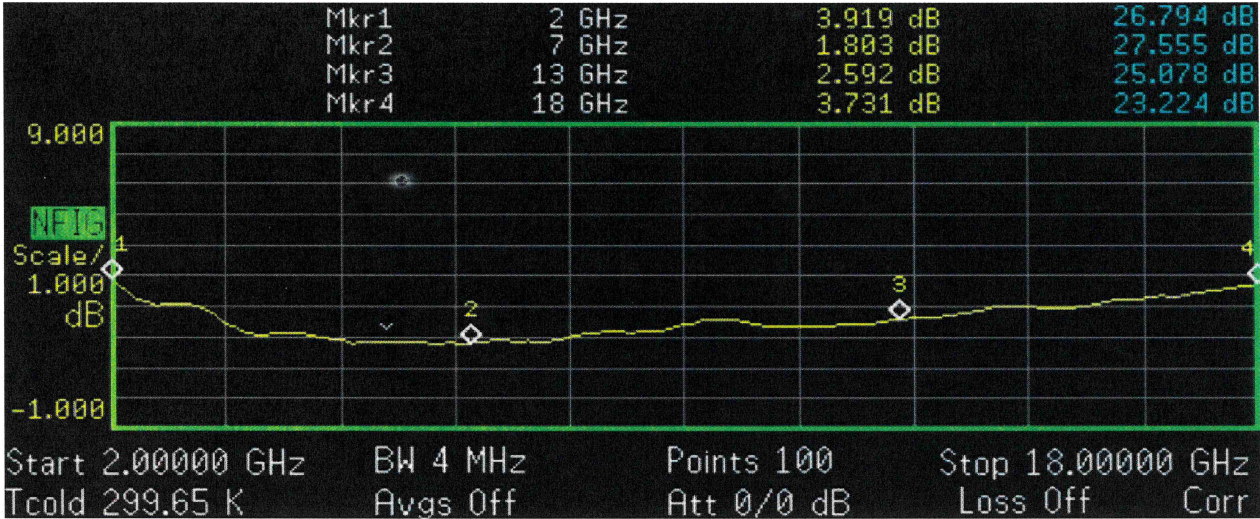 Mkr1 2 GHz 3.919 dB 26.794 dB
Mkr2 7 GHz 1.803 dB 27.555 dB
Mkr3 13 GHz 2.592 dB 25.078 dB
Mkr4 18 GHz 3.731 dB 23.224 dB
9.000
NFIG
Scale/
1.000
dB
-1.000
1
2
3
4
Start 2.00000 GHz BW 4 MHz Points 100 Stop 18.00000 GHz
Tcold 299.65 K Avgs Off Att 0/0 dB Loss Off Corr